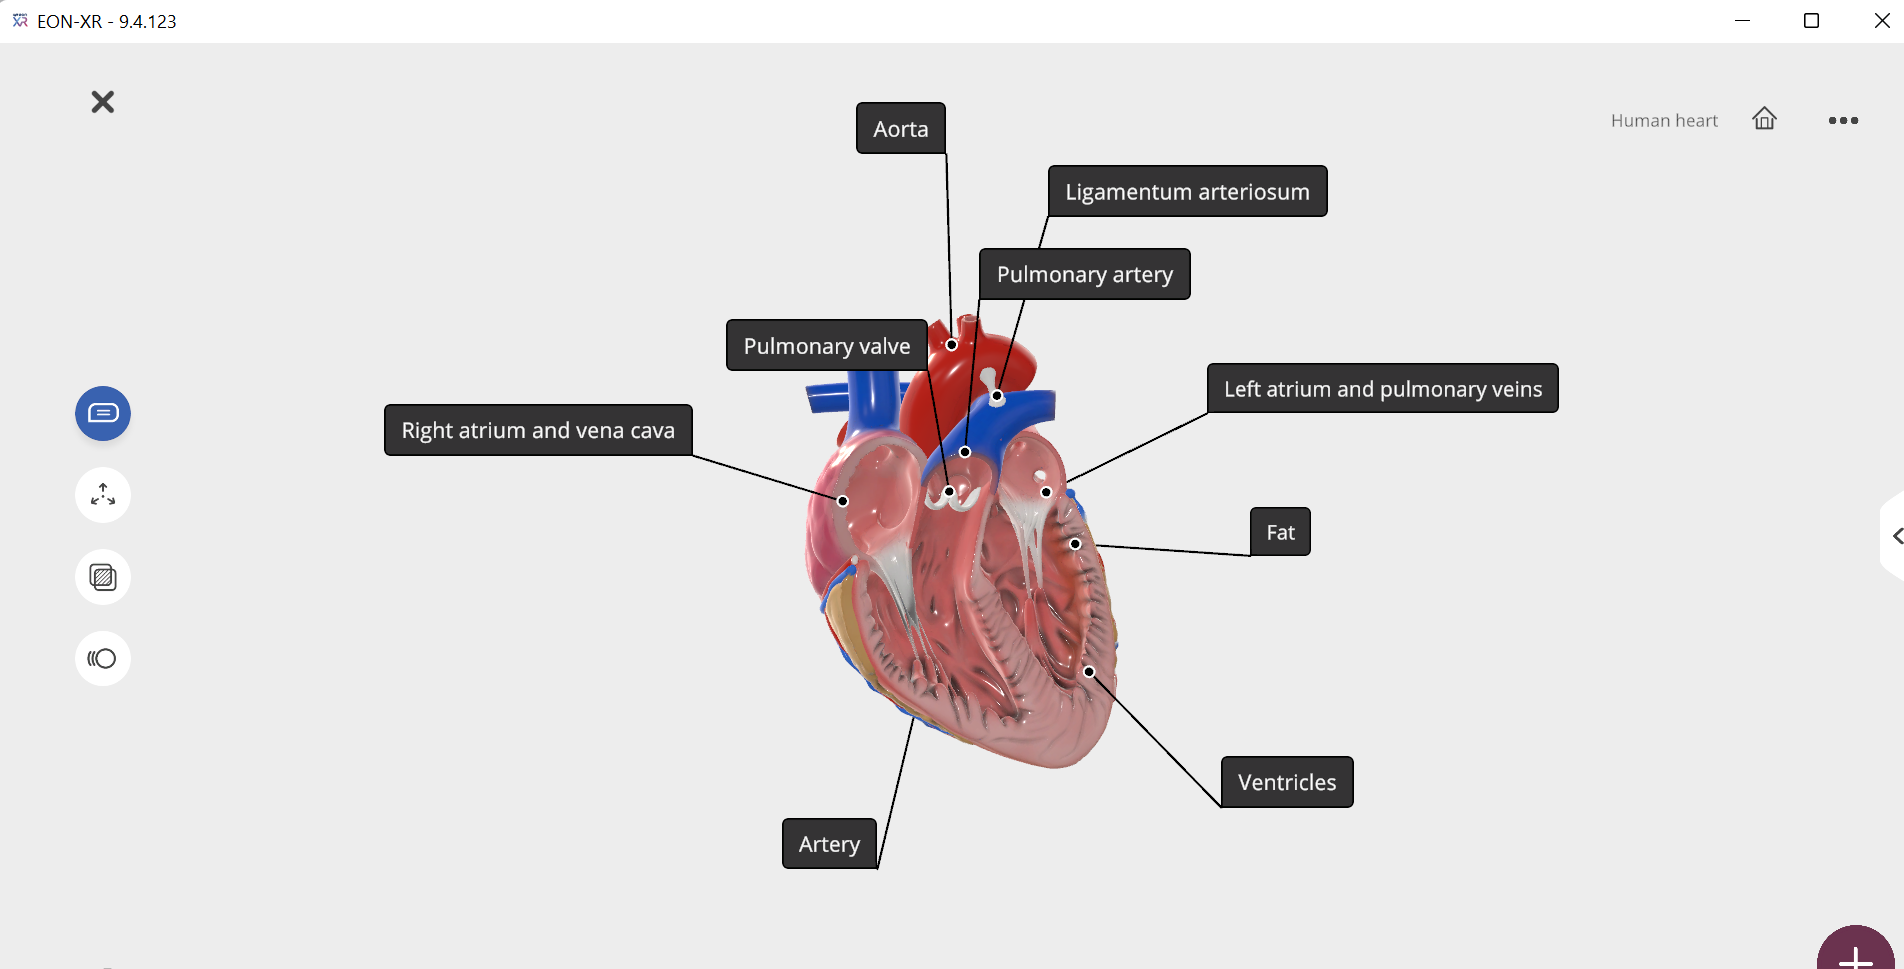 EON-XR - 9.4.123
Human heart
Aorta
Ligamentum arteriosum
Pulmonary artery
Pulmonary valve
Left atrium and pulmonary veins
Right atrium and vena cava
Fat
Ventricles
Artery